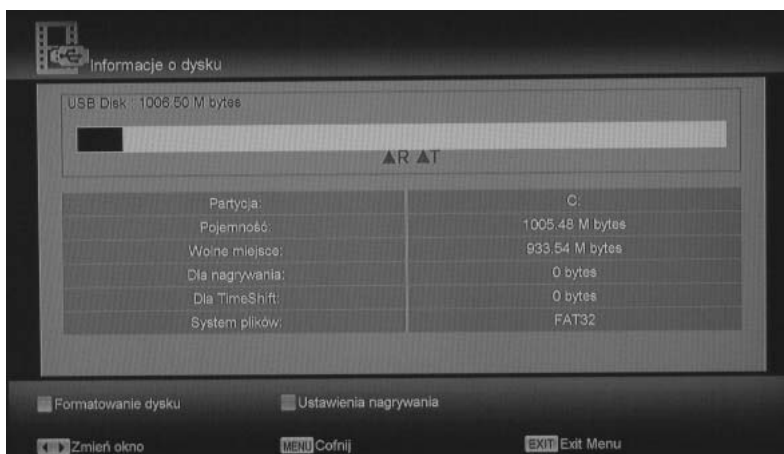 Informacje o dysku
USB Disk : 1006.50 M bytes
▲R ▲T
Partycja: C:
Pojemność: 1005.48 M bytes
Wolne miejsce: 933.54 M bytes
Dla nagrywania: 0 bytes
Dla TimeShift: 0 bytes
System plików: FAT32
Formatowanie dysku Ustawienia nagrywania
Zmień okno MENU Cofnij EXIT Exit Menu